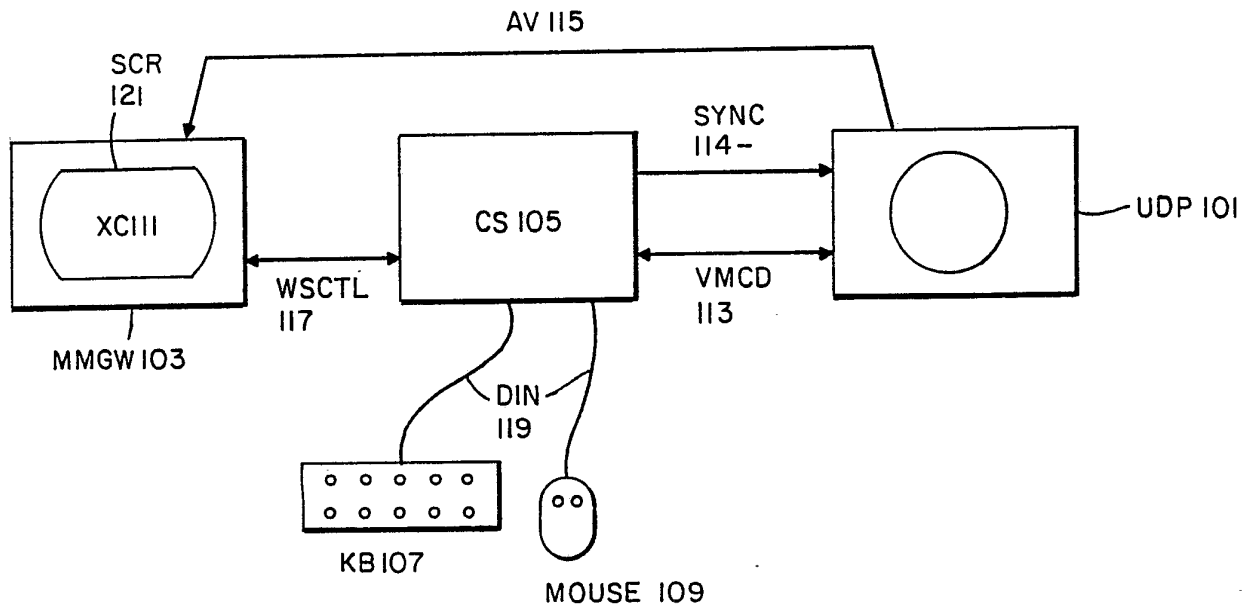 AV 115
SCR
121
SYNC
114-
XC111
CS 105
UDP 101
WSCTL
117
VMCD
113
MMGW 103
DIN
119
KB 107
MOUSE 109